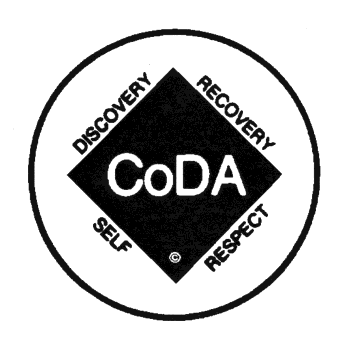 DISCOVERY
RECOVERY
CoDA
SELF
RESPECT
©